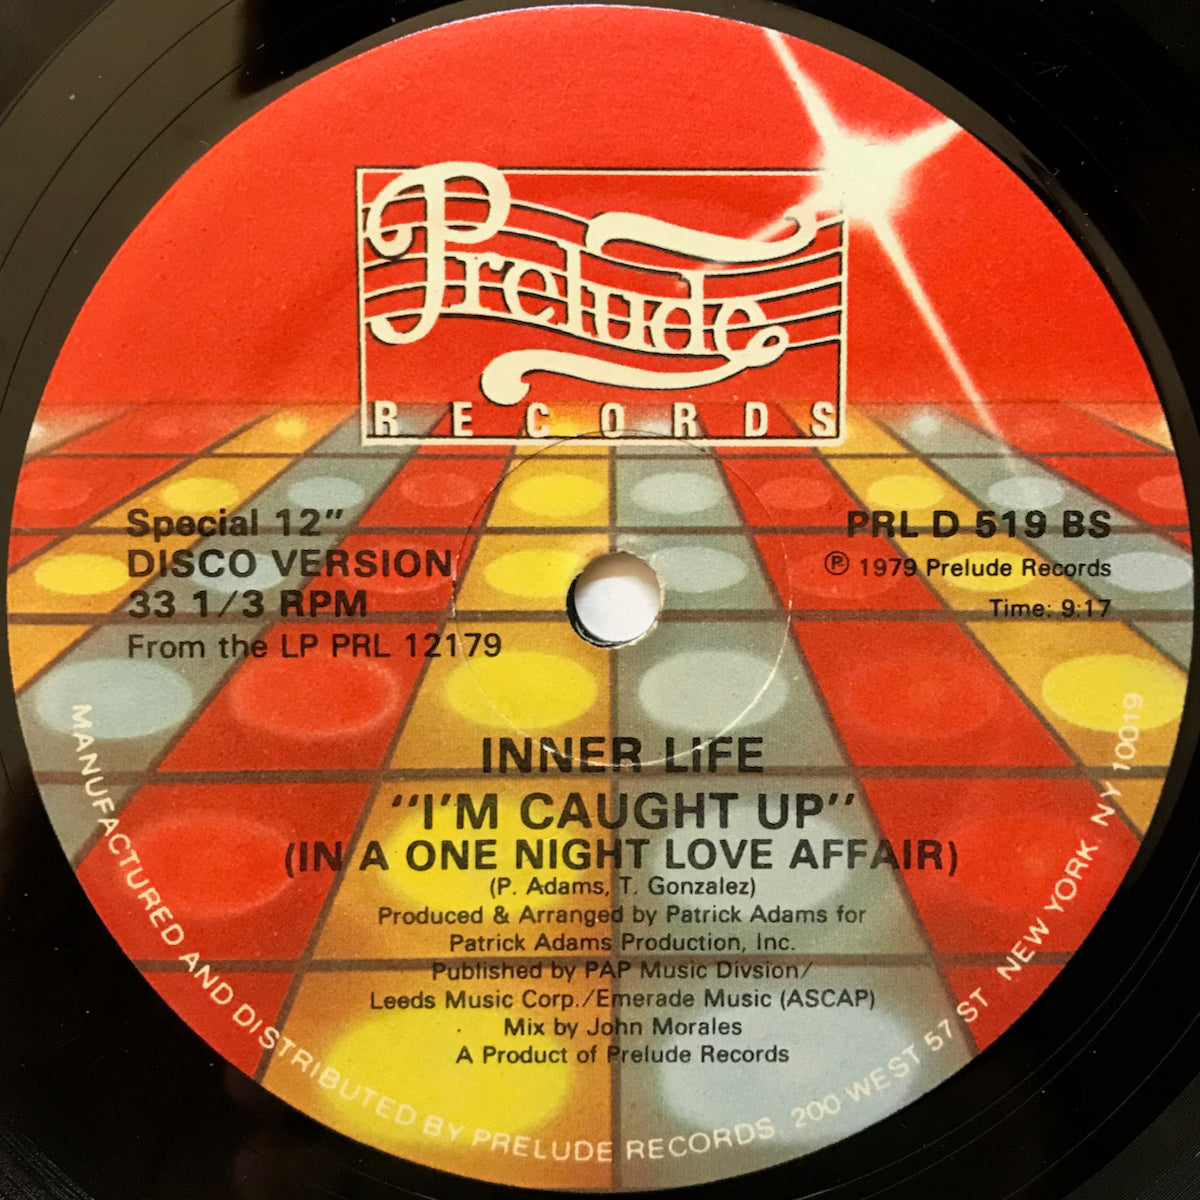 Prelude
RECORDS
Special 12"
DISCO VERSION
33 1/3 RPM
From the LP PRL 12179
PRL D 519 BS
℗ 1979 Prelude Records
Time: 9:17
INNER LIFE
"I'M CAUGHT UP"
(IN A ONE NIGHT LOVE AFFAIR)
(P. Adams, T. Gonzalez)
Produced & Arranged by Patrick Adams for
Patrick Adams Production, Inc.
Published by PAP Music Divsion/
Leeds Music Corp./Emerade Music (ASCAP)
Mix by John Morales
A Product of Prelude Records
MANUFACTURED AND DISTRIBUTED BY PRELUDE RECORDS. 200 WEST 57 ST NEW YORK. NY 10019